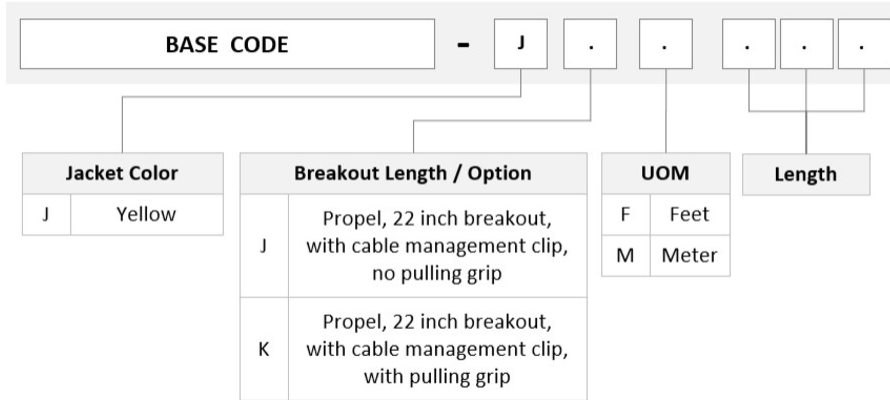 BASE CODE - J . . . . .
Jacket Color
J Yellow
Breakout Length / Option
J Propel, 22 inch breakout,
with cable management clip,
no pulling grip
K Propel, 22 inch breakout,
with cable management clip,
with pulling grip
UOM
F Feet
M Meter
Length